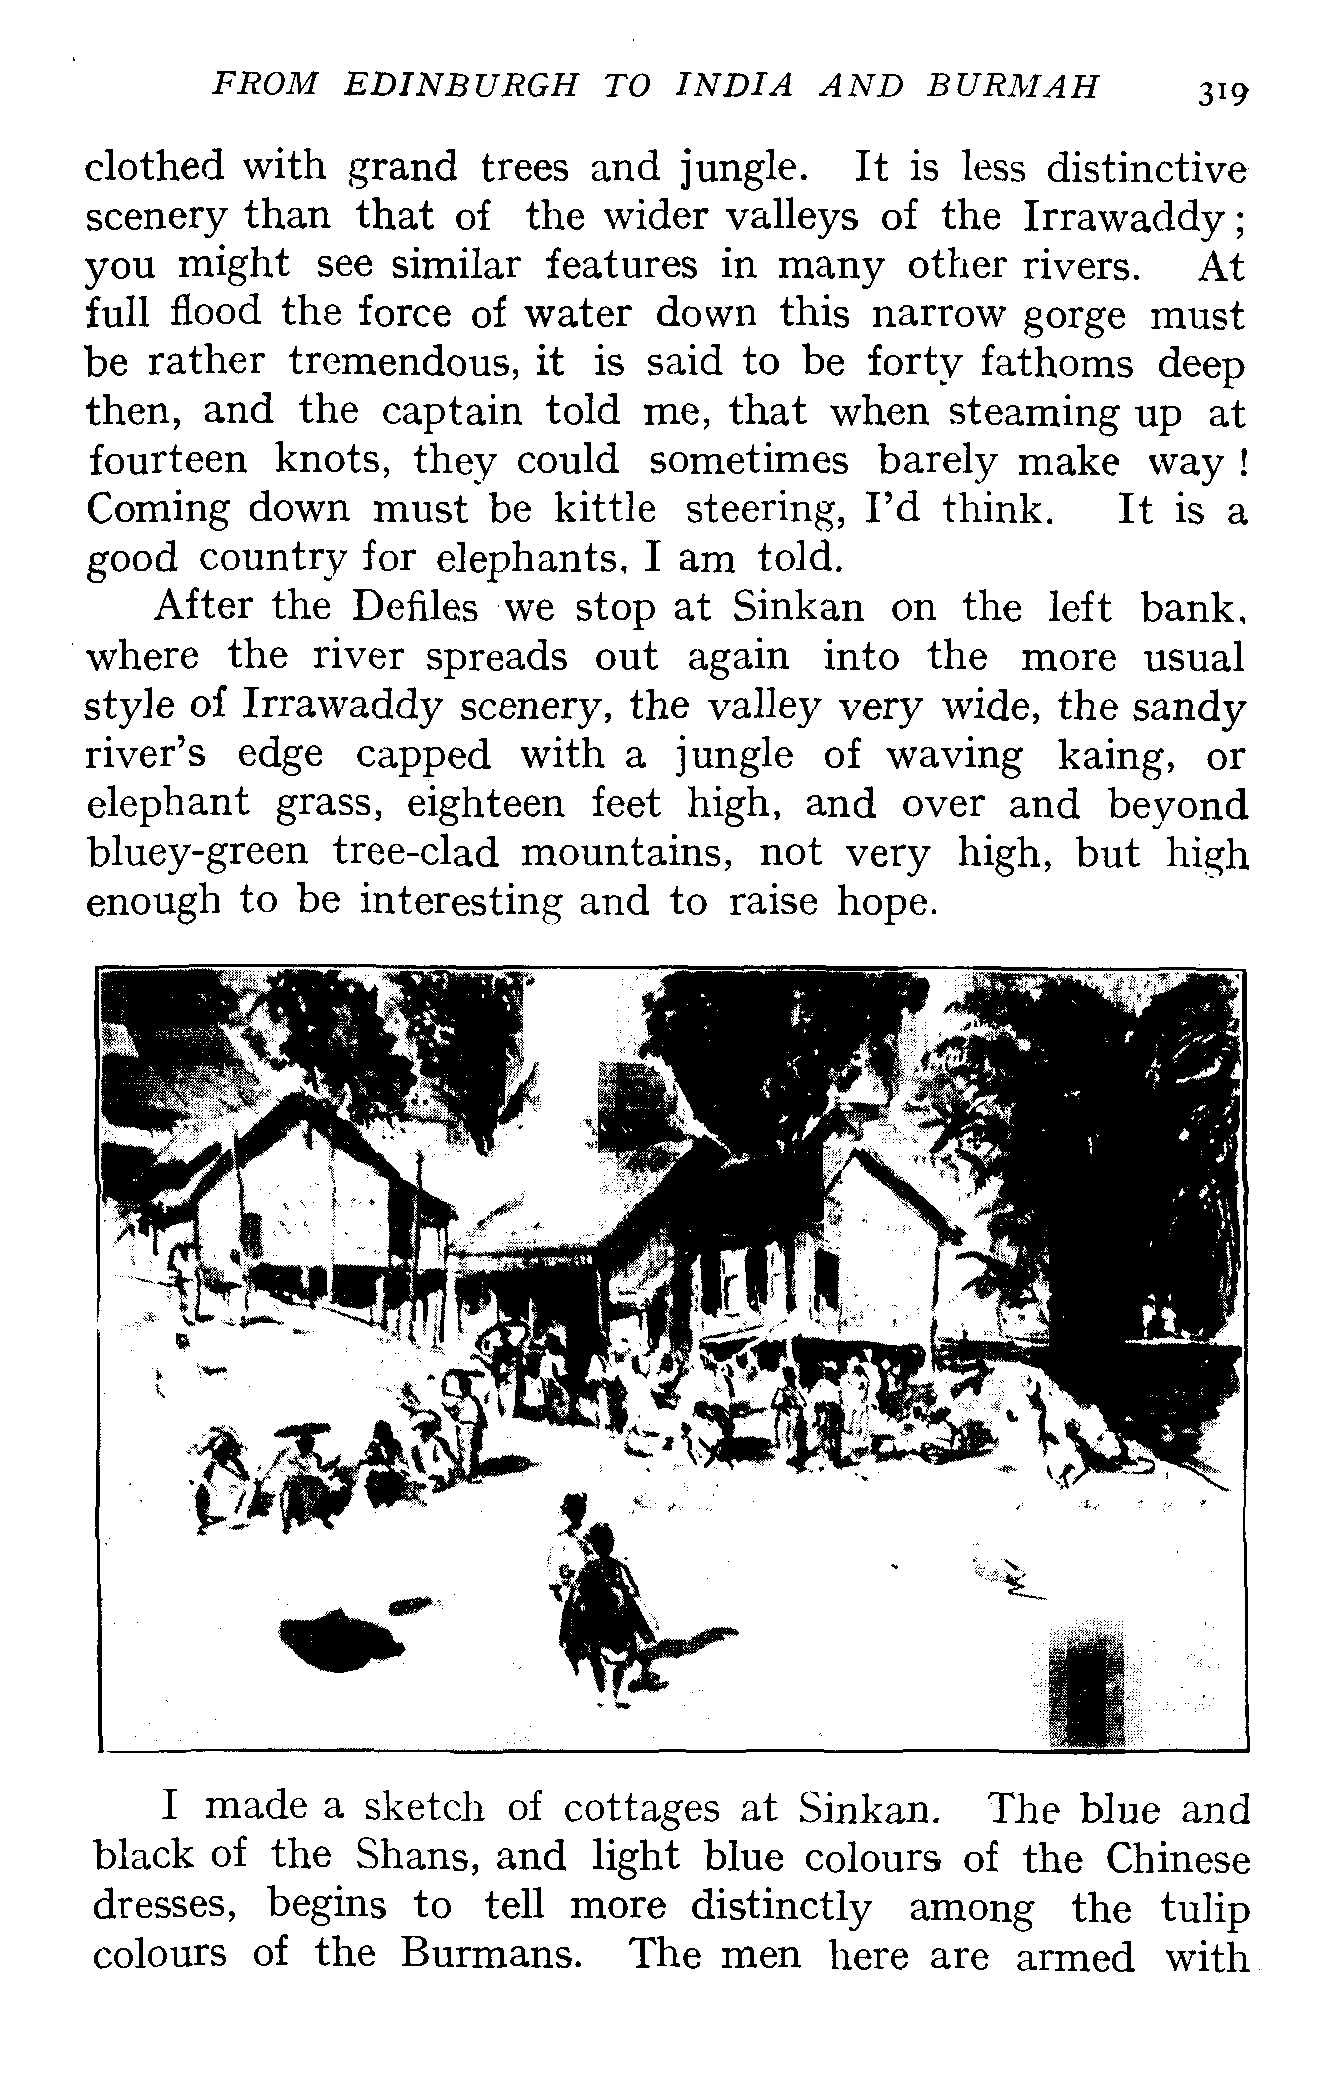 FROM EDINBURGH TO INDIA AND BURMAH 319
clothed with grand trees and jungle. It is less distinctive
scenery than that of the wider valleys of the Irrawaddy;
you might see similar features in many other rivers. At
full flood the force of water down this narrow gorge must
be rather tremendous, it is said to be forty fathoms deep
then, and the captain told me, that when steaming up at
fourteen knots, they could sometimes barely make way!
Coming down must be kittle steering, I'd think. It is a
good country for elephants, I am told.
After the Defiles we stop at Sinkan on the left bank,
where the river spreads out again into the more usual
style of Irrawaddy scenery, the valley very wide, the sandy
river's edge capped with a jungle of waving kaing, or
elephant grass, eighteen feet high, and over and beyond
bluey-green tree-clad mountains, not very high, but high
enough to be interesting and to raise hope.
I made a sketch of cottages at Sinkan. The blue and
black of the Shans, and light blue colours of the Chinese
dresses, begins to tell more distinctly among the tulip
colours of the Burmans. The men here are armed with